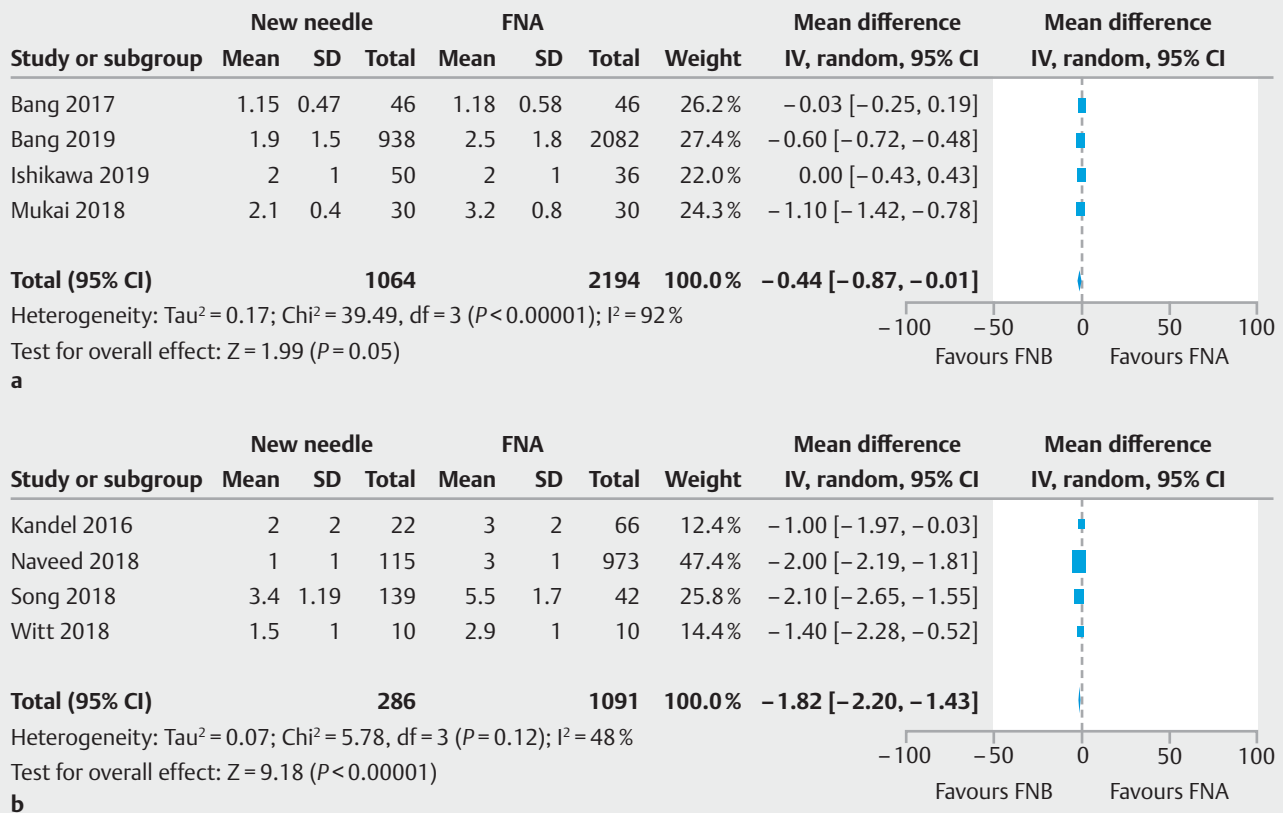 New needle FNA Mean difference Mean difference
Study or subgroup Mean SD Total Mean SD Total Weight IV, random, 95% CI IV, random, 95% CI
Bang 2017 1.15 0.47 46 1.18 0.58 46 26.2% −0.03 [−0.25, 0.19]
Bang 2019 1.9 1.5 938 2.5 1.8 2082 27.4% −0.60 [−0.72, −0.48]
Ishikawa 2019 2 1 50 2 1 36 22.0% 0.00 [−0.43, 0.43]
Mukai 2018 2.1 0.4 30 3.2 0.8 30 24.3% −1.10 [−1.42, −0.78]
Total (95% CI) 1064 2194 100.0% −0.44 [−0.87, −0.01]
Heterogeneity: Tau² = 0.17; Chi² = 39.49, df = 3 (P < 0.00001); I² = 92%
−100 −50 0 50 100
Test for overall effect: Z = 1.99 (P = 0.05)
Favours FNB Favours FNA
a
New needle FNA Mean difference Mean difference
Study or subgroup Mean SD Total Mean SD Total Weight IV, random, 95% CI IV, random, 95% CI
Kandel 2016 2 2 22 3 2 66 12.4% −1.00 [−1.97, −0.03]
Naveed 2018 1 1 115 3 1 973 47.4% −2.00 [−2.19, −1.81]
Song 2018 3.4 1.19 139 5.5 1.7 42 25.8% −2.10 [−2.65, −1.55]
Witt 2018 1.5 1 10 2.9 1 10 14.4% −1.40 [−2.28, −0.52]
Total (95% CI) 286 1091 100.0% −1.82 [−2.20, −1.43]
Heterogeneity: Tau² = 0.07; Chi² = 5.78, df = 3 (P = 0.12); I² = 48%
−100 −50 0 50 100
Test for overall effect: Z = 9.18 (P < 0.00001)
Favours FNB Favours FNA
b